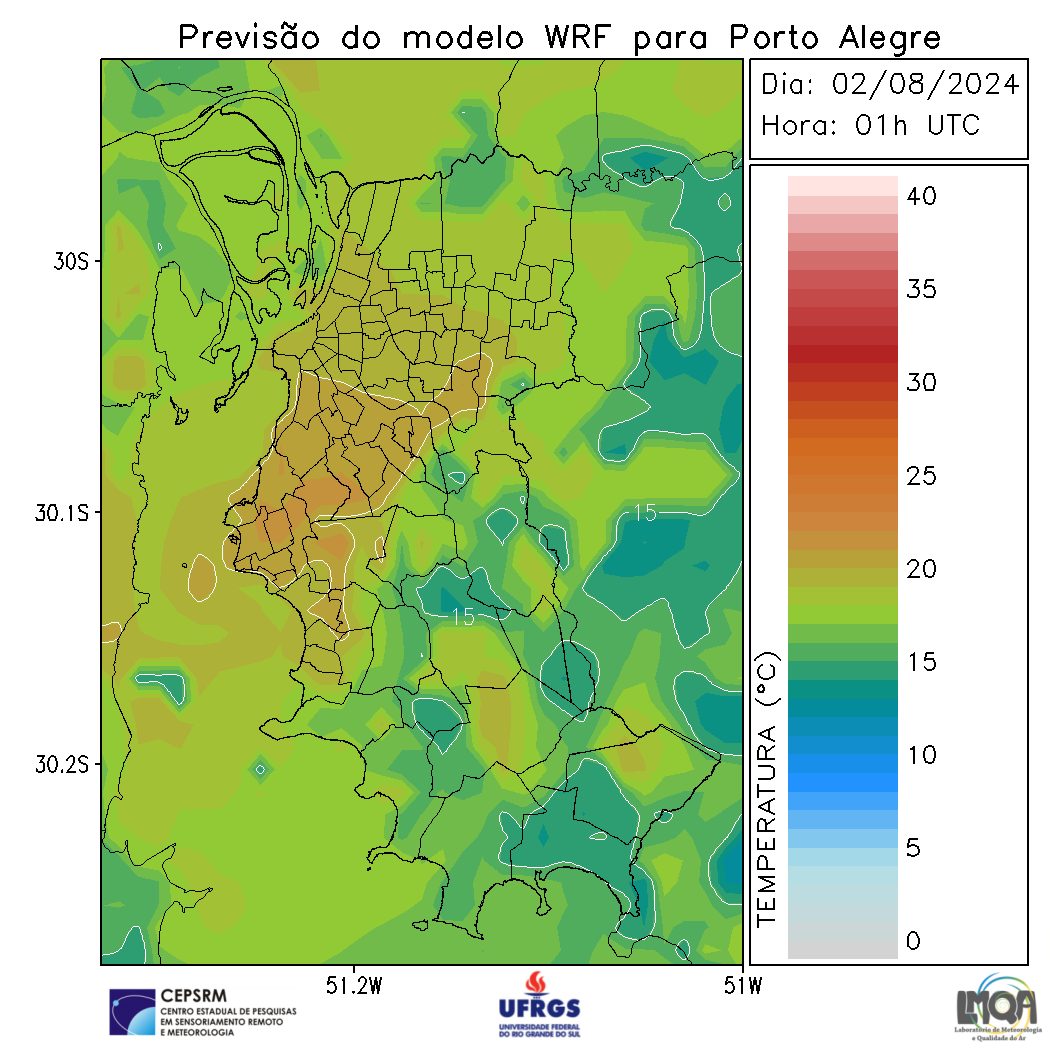 Previsão do modelo WRF para Porto Alegre
Dia: 02/08/2024
Hora: 01h UTC
40
35
30
25
20
15
10
5
0
TEMPERATURA (°C)
30S
30.1S
30.2S
15
15
51.2W
51W
CEPSRM
CENTRO ESTADUAL DE PESQUISAS
EM SENSORIAMENTO REMOTO
E METEOROLOGIA
UFRGS
UNIVERSIDADE FEDERAL
DO RIO GRANDE DO SUL
LMQA
Laboratório de Meteorologia
e Qualidade do Ar